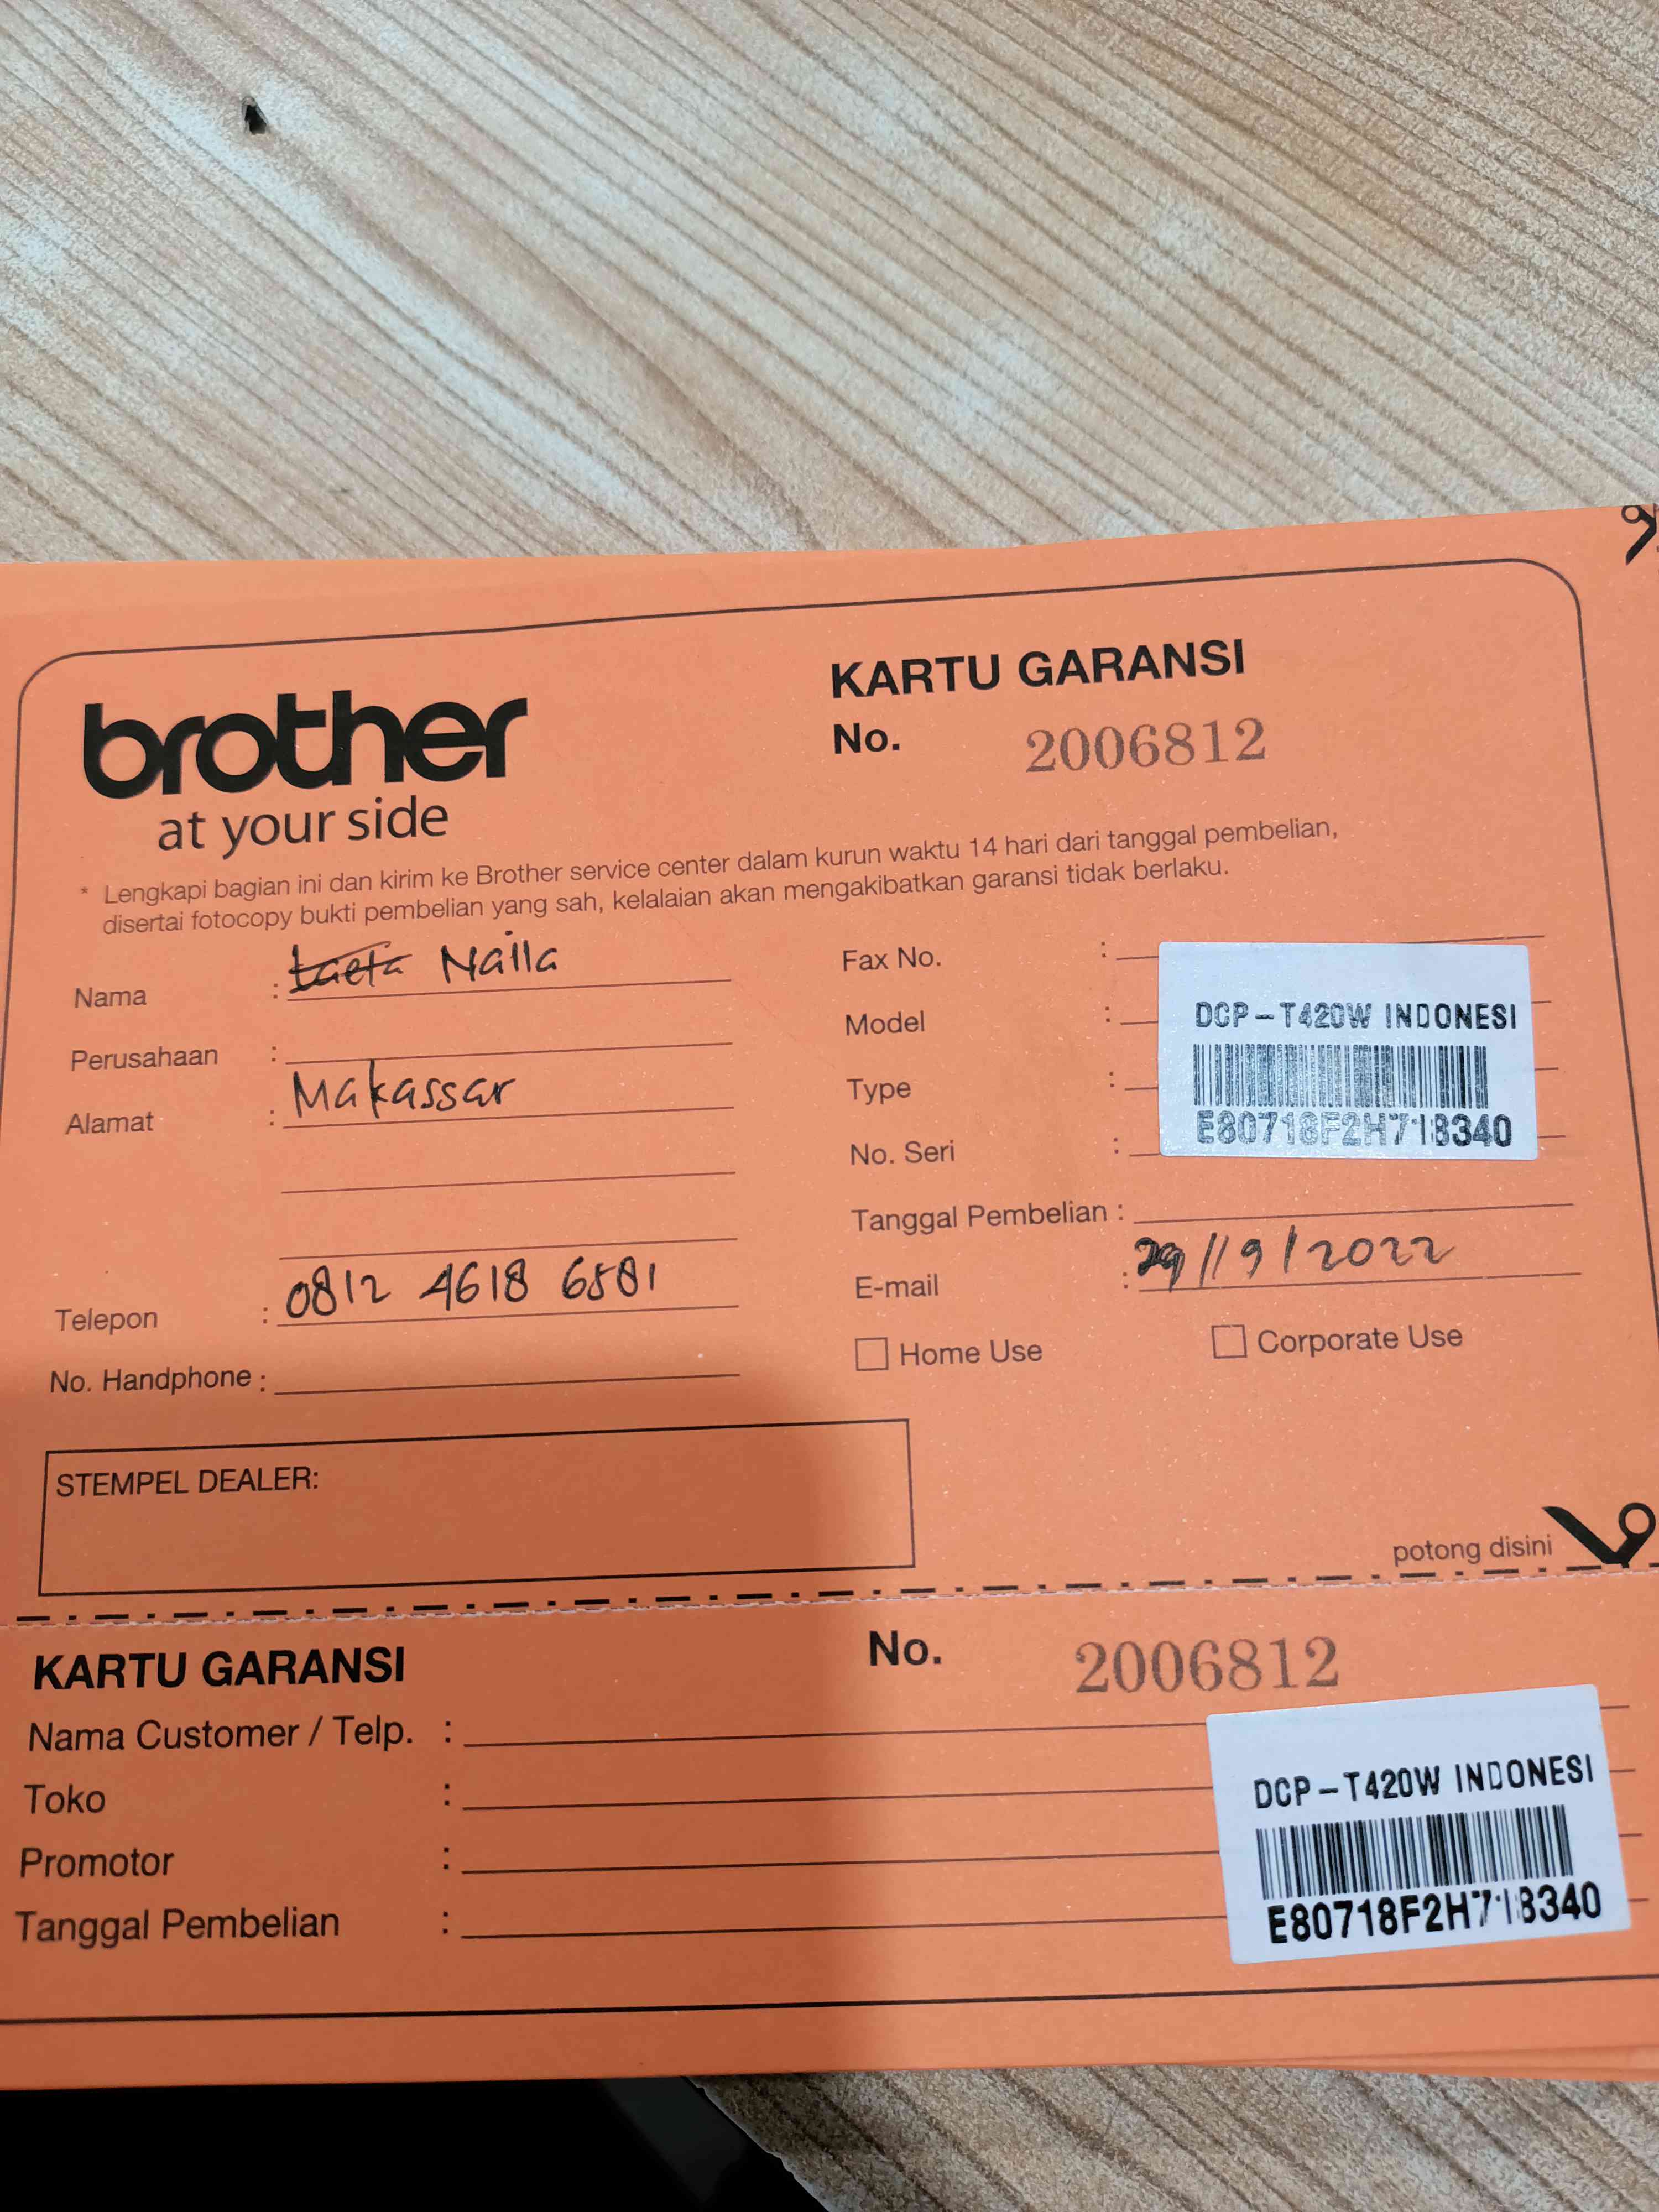 brother
at your side
KARTU GARANSI
No. 2006812
* Lengkapi bagian ini dan kirim ke Brother service center dalam kurun waktu 14 hari dari tanggal pembelian,
disertai fotocopy bukti pembelian yang sah, kelalaian akan mengakibatkan garansi tidak berlaku.
Nama : Naila
Perusahaan :
Alamat : Makassar
Telepon : 0812 4618 6581
No. Handphone :
Fax No. :
Model :
Type :
No. Seri :
DCP-T420W INDONESI
E80718F2H718340
Tanggal Pembelian :
E-mail : 29//9/2022
Home Use Corporate Use
STEMPEL DEALER:
potong disini
KARTU GARANSI No. 2006812
Nama Customer / Telp. :
Toko :
Promotor :
Tanggal Pembelian :
DCP-T420W INDONESI
E80718F2H718340